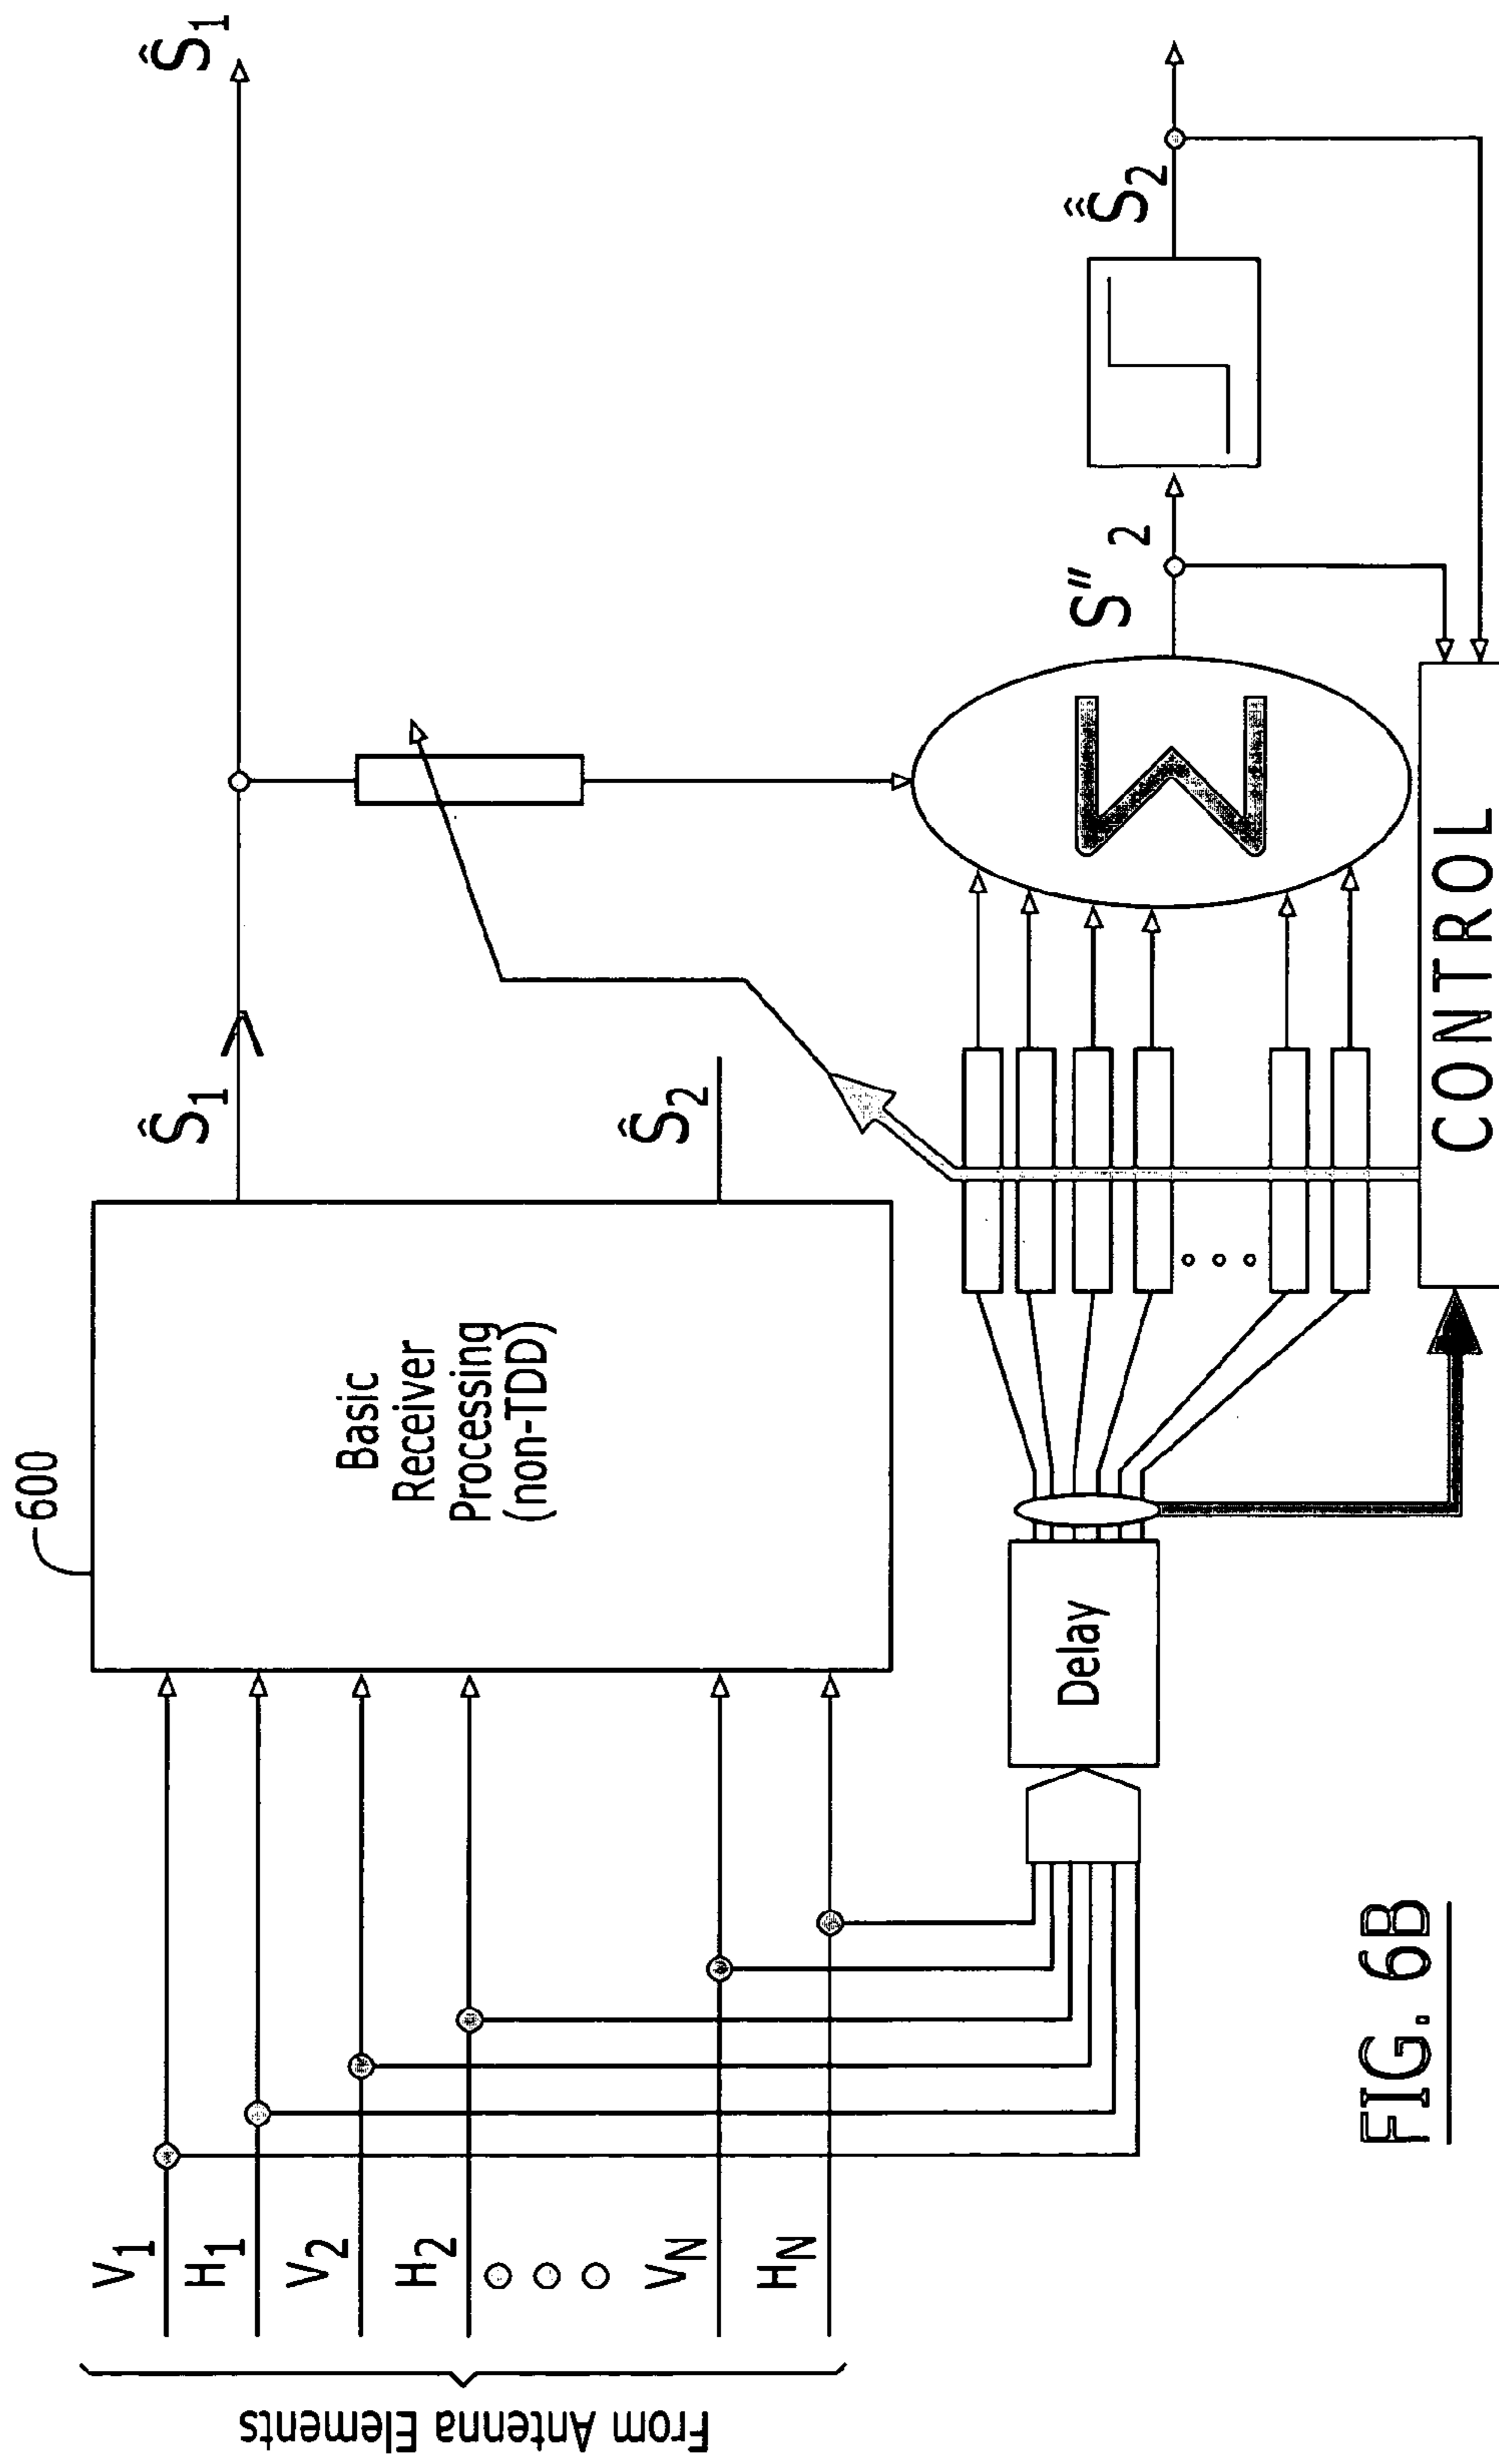 From Antenna Elements
V1
H1
V2
H2
VN
HN
600
Basic
Receiver
Processing
(non-TDD)
Ŝ1
Ŝ2
Ŝ1
Delay
Σ
S″2
Ŝ̂2
CONTROL
FIG. 6B